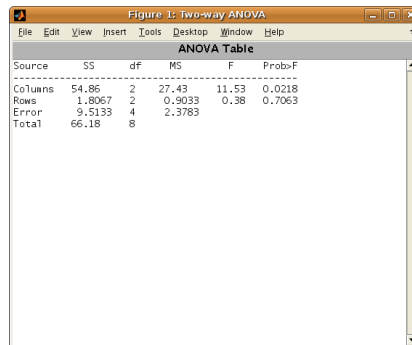 Figure 1: Two-way ANOVA
File Edit View Insert Tools Desktop Window Help
ANOVA Table
Source SS df MS F Prob>F
Columns 54.86 2 27.43 11.53 0.0218
Rows 1.8067 2 0.9033 0.38 0.7063
Error 9.5133 4 2.3783
Total 66.18 8